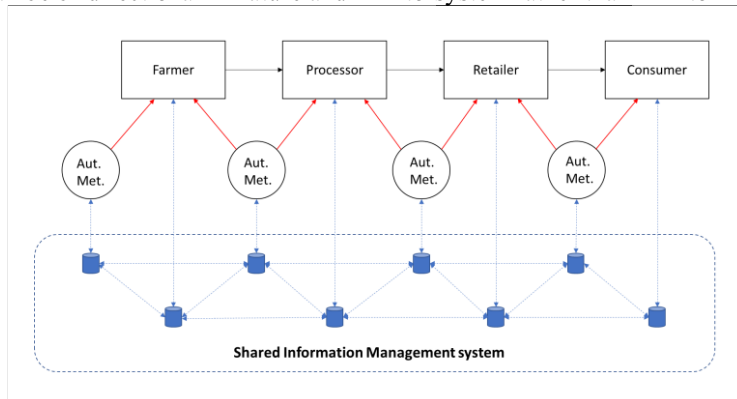 Farmer
Processor
Retailer
Consumer
Aut.
Met.
Aut.
Met.
Aut.
Met.
Aut.
Met.
Shared Information Management system